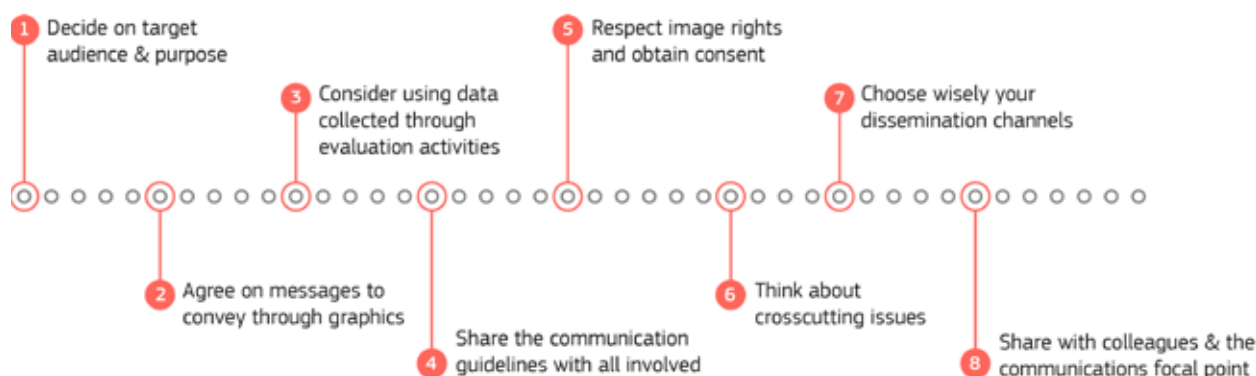 1 Decide on target
audience & purpose
2 Agree on messages to
convey through graphics
3 Consider using data
collected through
evaluation activities
4 Share the communication
guidelines with all involved
5 Respect image rights
and obtain consent
6 Think about
crosscutting issues
7 Choose wisely your
dissemination channels
8 Share with colleagues & the
communications focal point